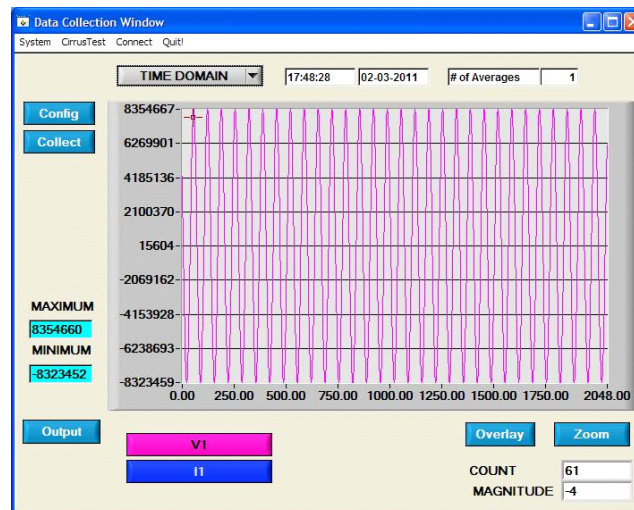 Data Collection Window
System CirrusTest Connect Quit!
TIME DOMAIN 17:48:28 02-03-2011 # of Averages 1
Config
Collect
8354667
6269901
4185136
2100370
15604
-2069162
-4153928
-6238693
-8323459
MAXIMUM
8354660
MINIMUM
-8323452
0.00 250.00 500.00 750.00 1000.00 1250.00 1500.00 1750.00 2048.00
Output
V1
I1
Overlay Zoom
COUNT 61
MAGNITUDE -4